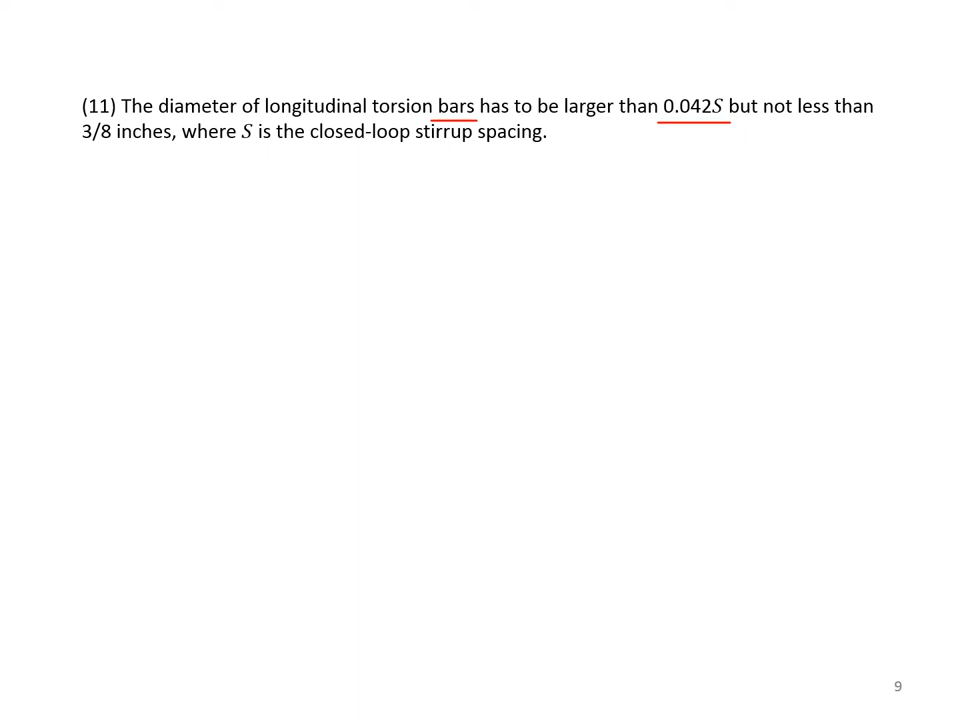 (11) The diameter of longitudinal torsion bars has to be larger than 0.042S but not less than
3/8 inches, where S is the closed-loop stirrup spacing.
9